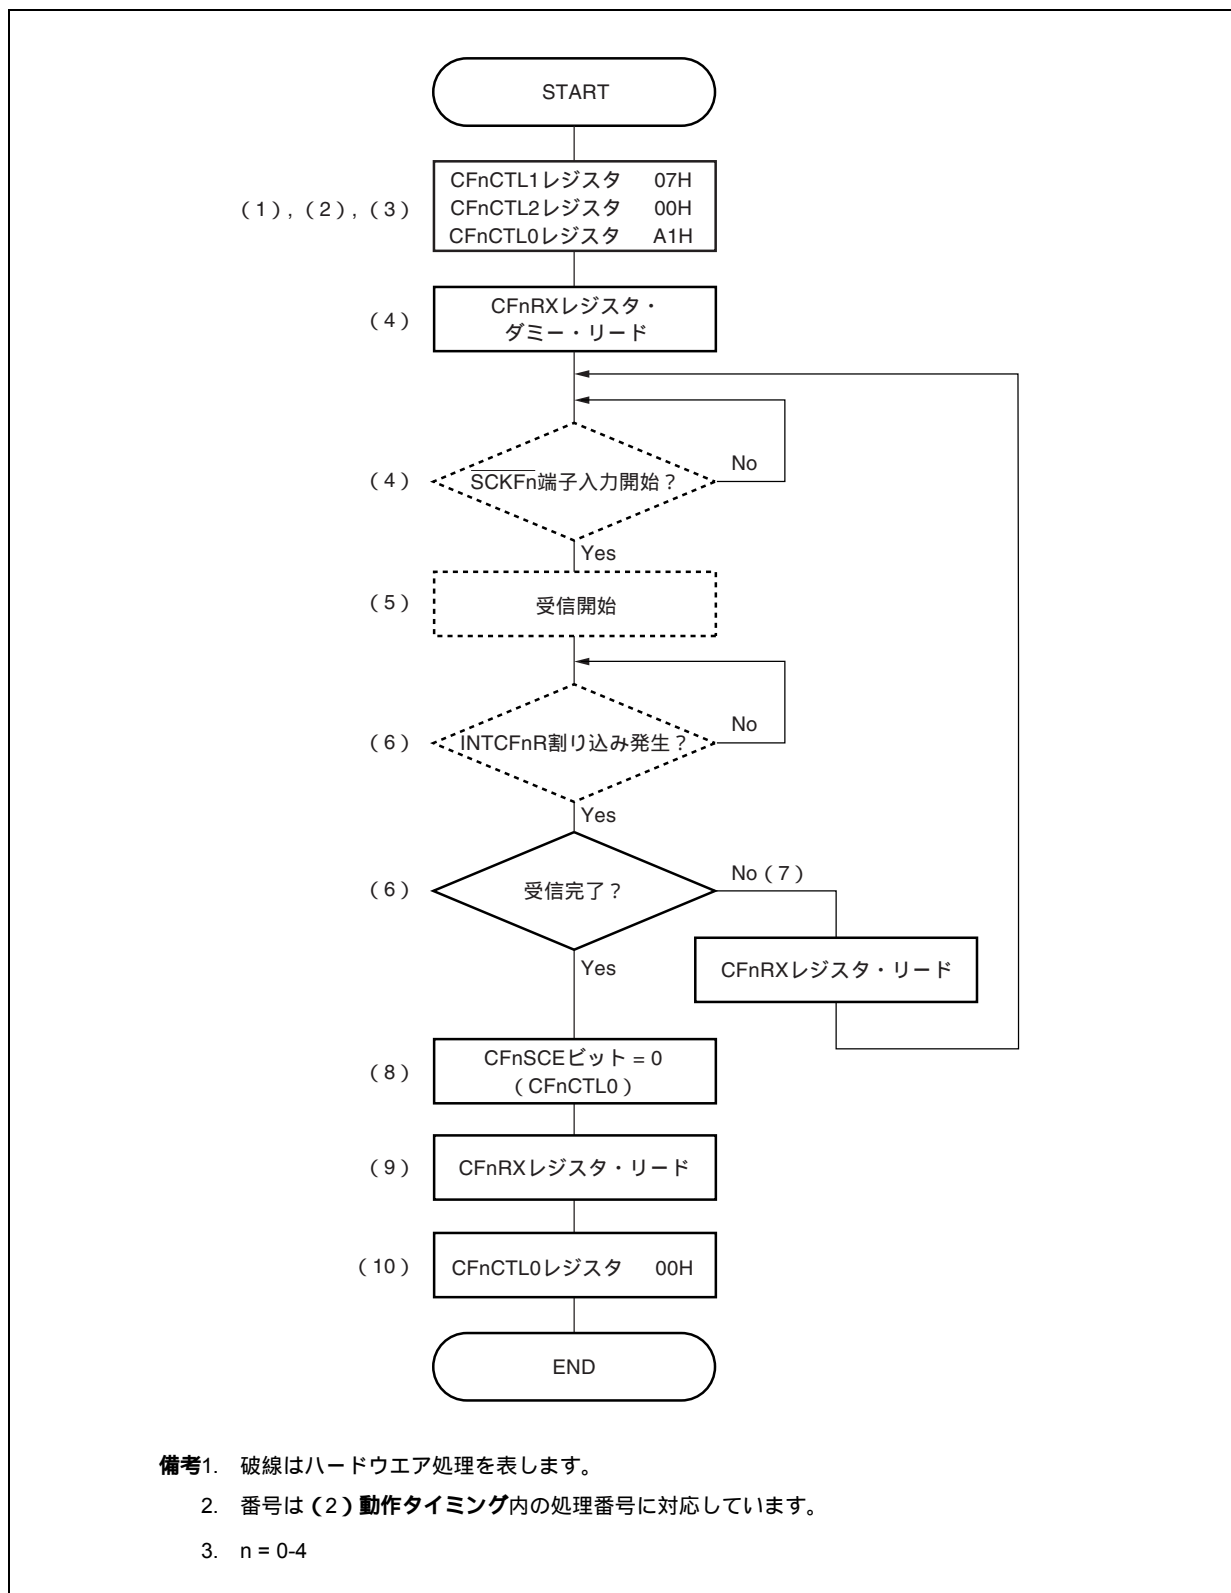 START
(1), (2), (3)
CFnCTL1レジスタ 07H
CFnCTL2レジスタ 00H
CFnCTL0レジスタ A1H
(4)
CFnRXレジスタ・
ダミー・リード
(4)
SCKFn端子入力開始？
No
Yes
(5)
受信開始
(6)
INTCFnR割り込み発生？
No
Yes
(6)
受信完了？
No（7）
Yes
CFnRXレジスタ・リード
(8)
CFnSCEビット = 0
（CFnCTL0）
(9)
CFnRXレジスタ・リード
(10)
CFnCTL0レジスタ 00H
END
備考1. 破線はハードウエア処理を表します。
2. 番号は（2）動作タイミング内の処理番号に対応しています。
3. n = 0-4